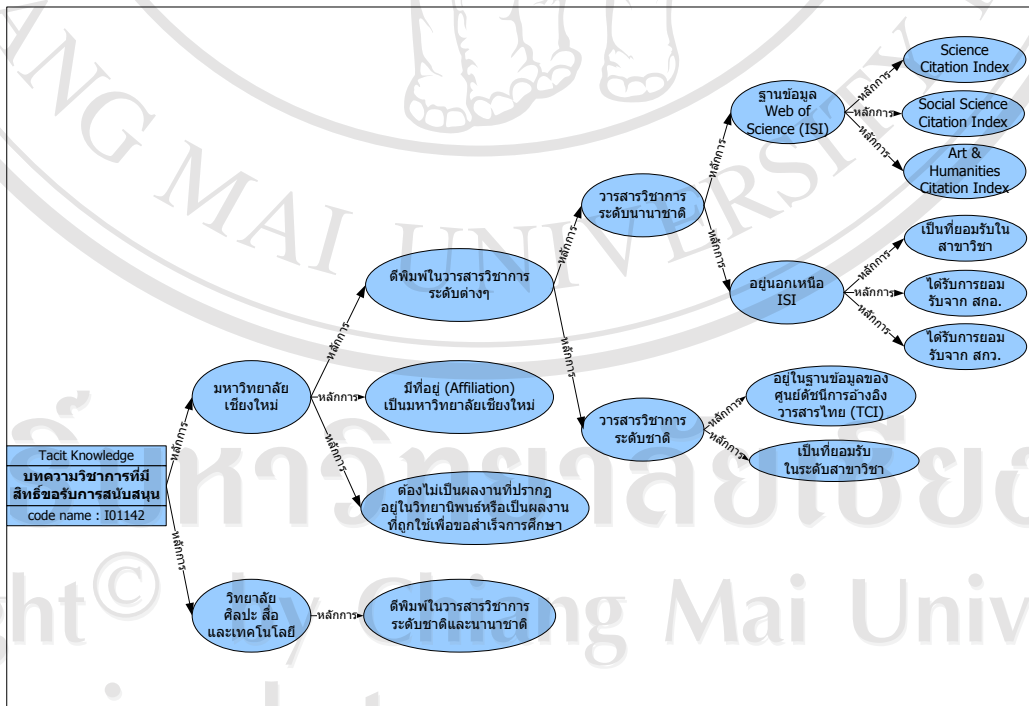 Science
Citation Index
หลักการ
ฐานข้อมูล
Web of
Science (ISI)
หลักการ
Social Science
Citation Index
หลักการ
Art &
Humanities
Citation Index
หลักการ
วารสารวิชาการ
ระดับนานาชาติ
หลักการ
เป็นที่ยอมรับใน
สาขาวิชา
หลักการ
หลักการ
ตีพิมพ์ในวารสารวิชาการ
ระดับต่างๆ
อยู่นอกเหนือ
ISI
หลักการ
ได้รับการยอม
รับจาก สกอ.
หลักการ
ได้รับการยอม
รับจาก สกว.
หลักการ
หลักการ
มหาวิทยาลัย
เชียงใหม่
หลักการ
มีที่อยู่ (Affiliation)
เป็นมหาวิทยาลัยเชียงใหม่
อยู่ในฐานข้อมูลของ
ศูนย์ดัชนีการอ้างอิง
วารสารไทย (TCI)
หลักการ
วารสารวิชาการ
ระดับชาติ
หลักการ
เป็นที่ยอมรับ
ในระดับสาขาวิชา
หลักการ
หลักการ
Tacit Knowledge
บทความวิชาการที่มี
สิทธิ์ขอรับการสนับสนุน
code name : I01142
ต้องไม่เป็นผลงานที่ปรากฎ
อยู่ในวิทยานิพนธ์หรือเป็นผลงาน
ที่ถูกใช้เพื่อขอสำเร็จการศึกษา
หลักการ
วิทยาลัย
ศิลปะ สื่อ
และเทคโนโลยี
หลักการ
ตีพิมพ์ในวารสารวิชาการ
ระดับชาติและนานาชาติ
ANG MAI UNIVERSITY
by Chiang Mai Univ